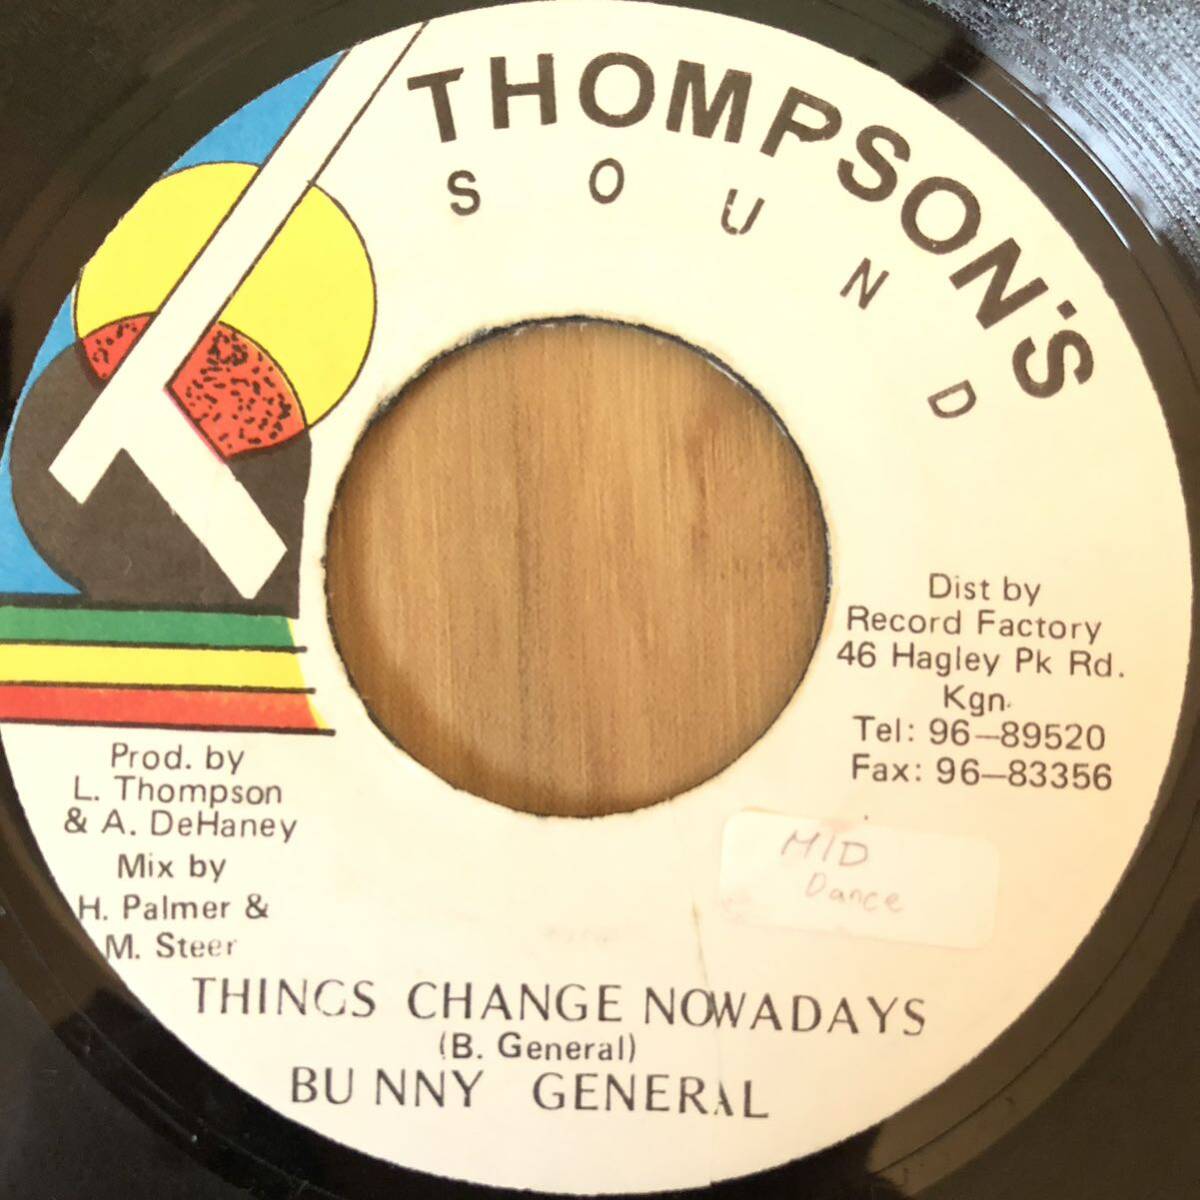 THOMPSON'S
SOUND
Dist by
Record Factory
46 Hagley Pk Rd.
Kgn.
Tel: 96-89520
Fax: 96-83356
Prod. by
L. Thompson
& A. DeHaney
Mix by
H. Palmer &
M. Steer
MID
Dance
THINGS CHANGE NOWADAYS
(B. General)
BUNNY GENERAL